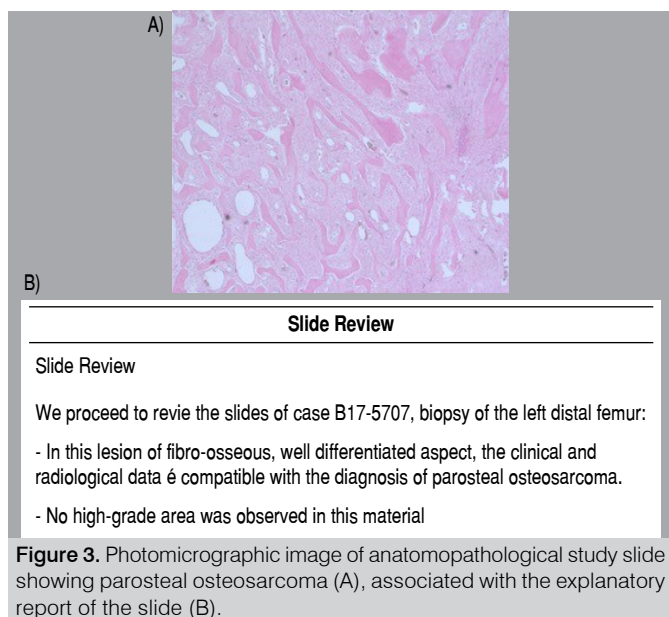 A)
B)
Slide Review
Slide Review
We proceed to revie the slides of case B17-5707, biopsy of the left distal femur:
- In this lesion of fibro-osseous, well differentiated aspect, the clinical and
radiological data é compatible with the diagnosis of parosteal osteosarcoma.
- No high-grade area was observed in this material
Figure 3. Photomicrographic image of anatomopathological study slide
showing parosteal osteosarcoma (A), associated with the explanatory
report of the slide (B).